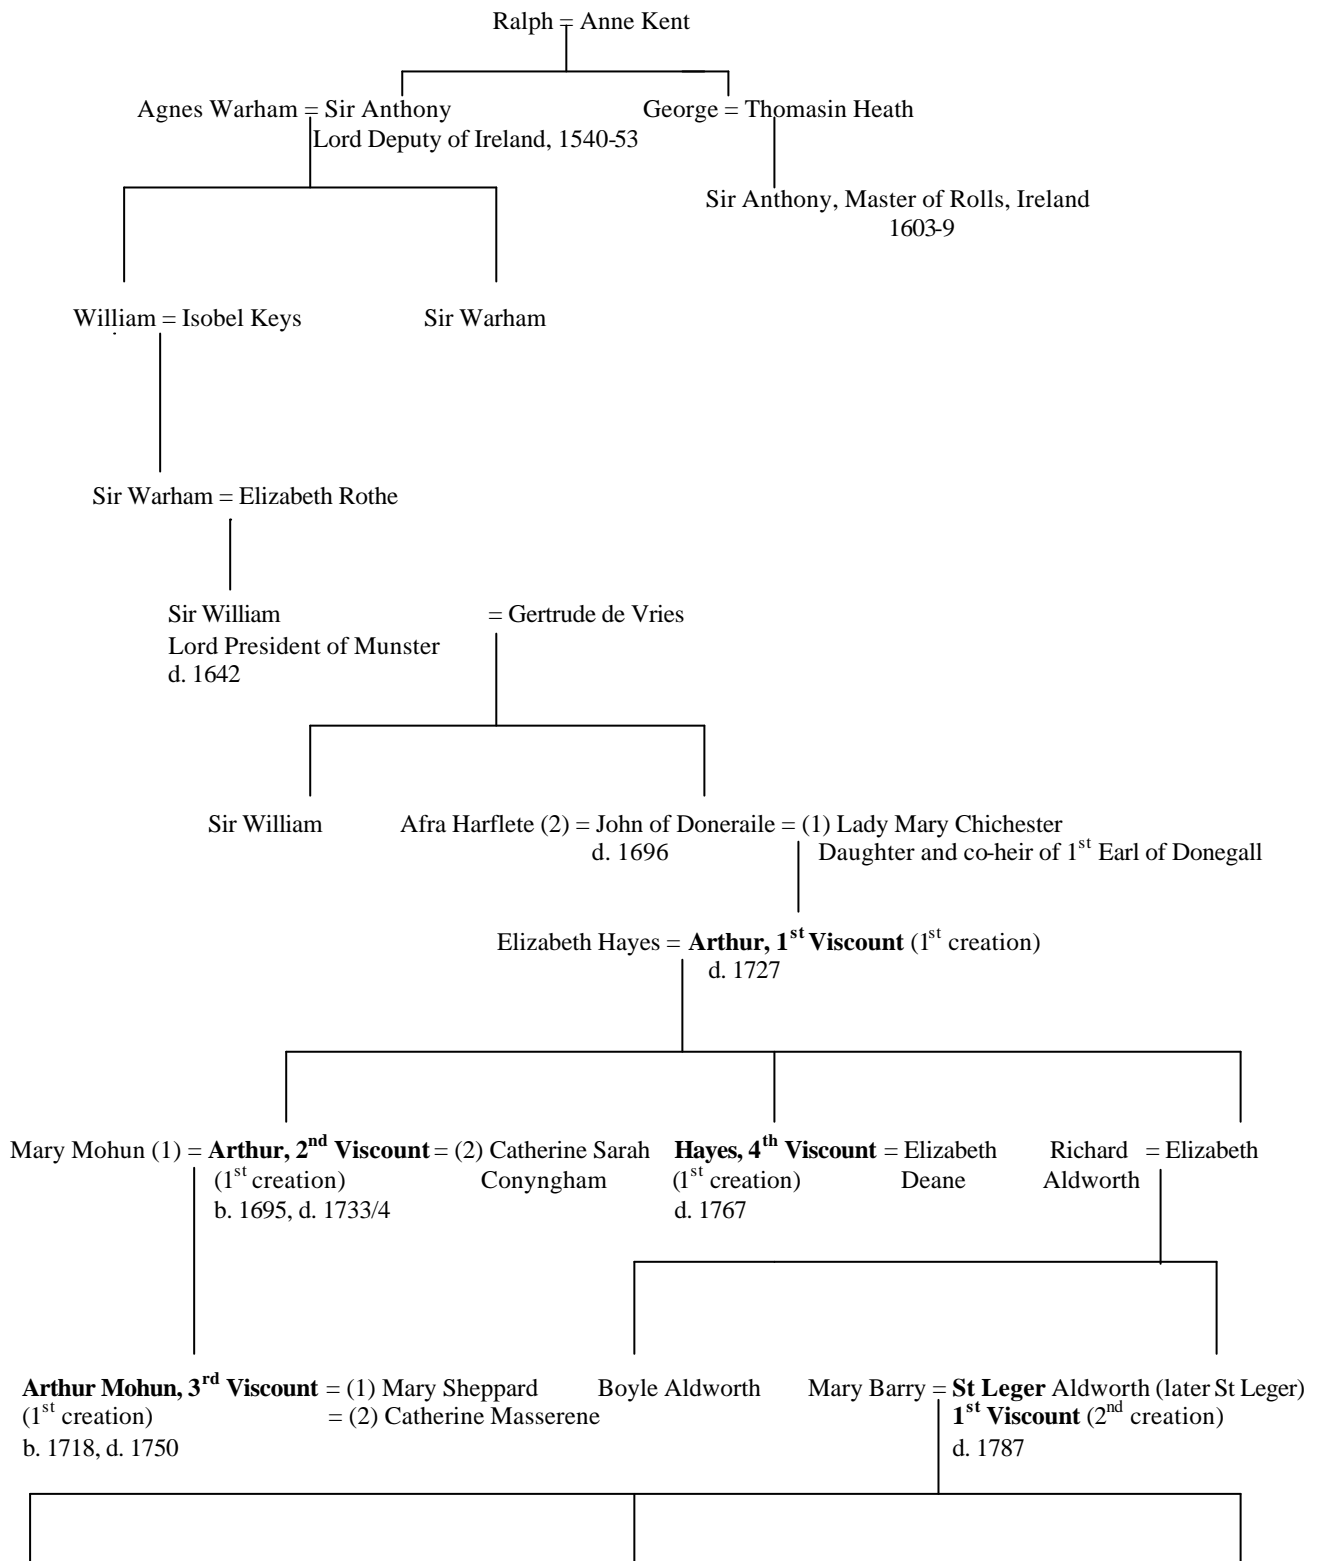 Ralph = Anne Kent
Agnes Warham = Sir Anthony
Lord Deputy of Ireland, 1540-53
George = Thomasin Heath
Sir Anthony, Master of Rolls, Ireland
1603-9
William = Isobel Keys
Sir Warham
Sir Warham = Elizabeth Rothe
Sir William = Gertrude de Vries
Lord President of Munster
d. 1642
Sir William
Afra Harflete (2) = John of Doneraile = (1) Lady Mary Chichester
d. 1696
Daughter and co-heir of 1st Earl of Donegall
Elizabeth Hayes = Arthur, 1st Viscount (1st creation)
d. 1727
Mary Mohun (1) = Arthur, 2nd Viscount = (2) Catherine Sarah
Conyngham
(1st creation)
b. 1695, d. 1733/4
Hayes, 4th Viscount = Elizabeth
Deane
(1st creation)
d. 1767
Richard = Elizabeth
Aldworth
Arthur Mohun, 3rd Viscount = (1) Mary Sheppard
(1st creation) = (2) Catherine Masserene
b. 1718, d. 1750
Boyle Aldworth
Mary Barry = St Leger Aldworth (later St Leger)
1st Viscount (2nd creation)
d. 1787